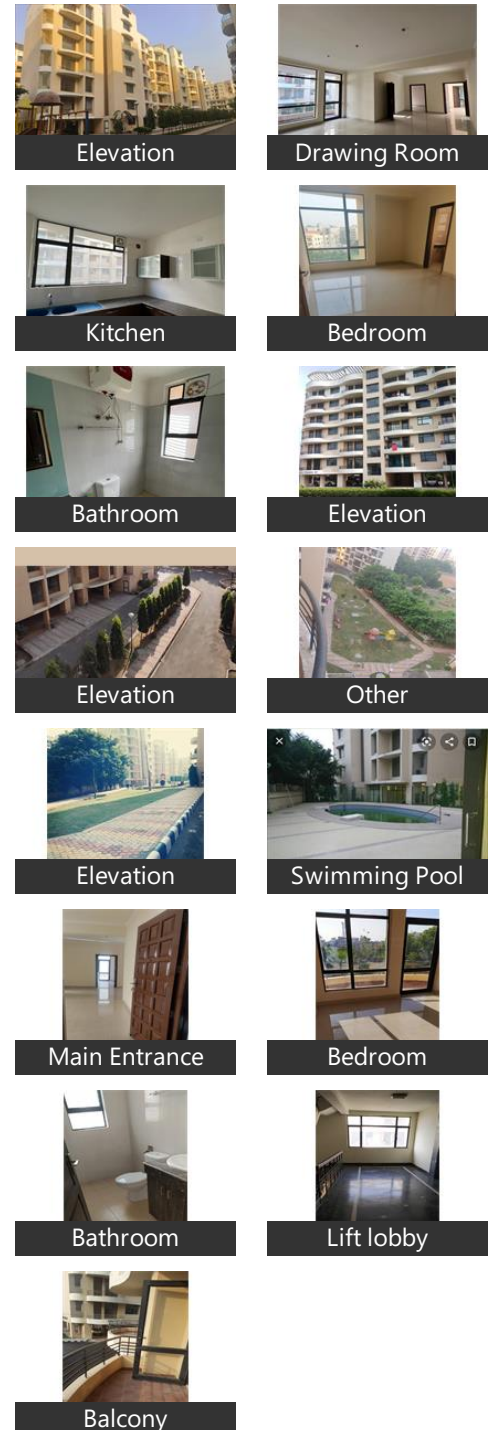 Elevation
Drawing Room
Kitchen
Bedroom
Bathroom
Elevation
Elevation
Other
Elevation
Swimming Pool
Main Entrance
Bedroom
Bathroom
Lift lobby
Balcony